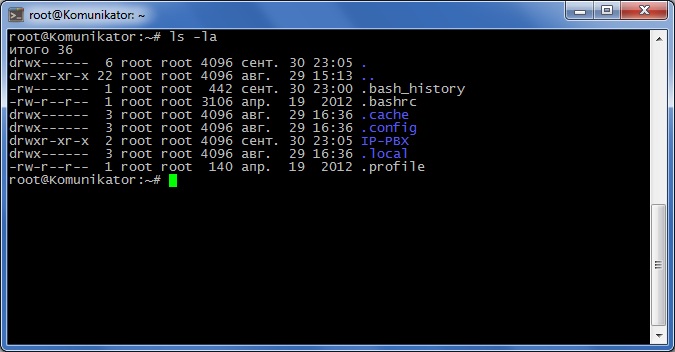 root@Komunikator: ~
root@Komunikator:~# ls -la
итого 36
drwx------  6 root root 4096 сент. 30 23:05 .
drwxr-xr-x 22 root root 4096 авг.  29 15:13 ..
-rw-------  1 root root  442 сент. 30 23:00 .bash_history
-rw-r--r--  1 root root 3106 апр.  19  2012 .bashrc
drwx------  3 root root 4096 авг.  29 16:36 .cache
drwx------  3 root root 4096 авг.  29 16:36 .config
drwxr-xr-x  2 root root 4096 сент. 30 23:05 IP-PBX
drwx------  3 root root 4096 авг.  29 16:36 .local
-rw-r--r--  1 root root  140 апр.  19  2012 .profile
root@Komunikator:~#